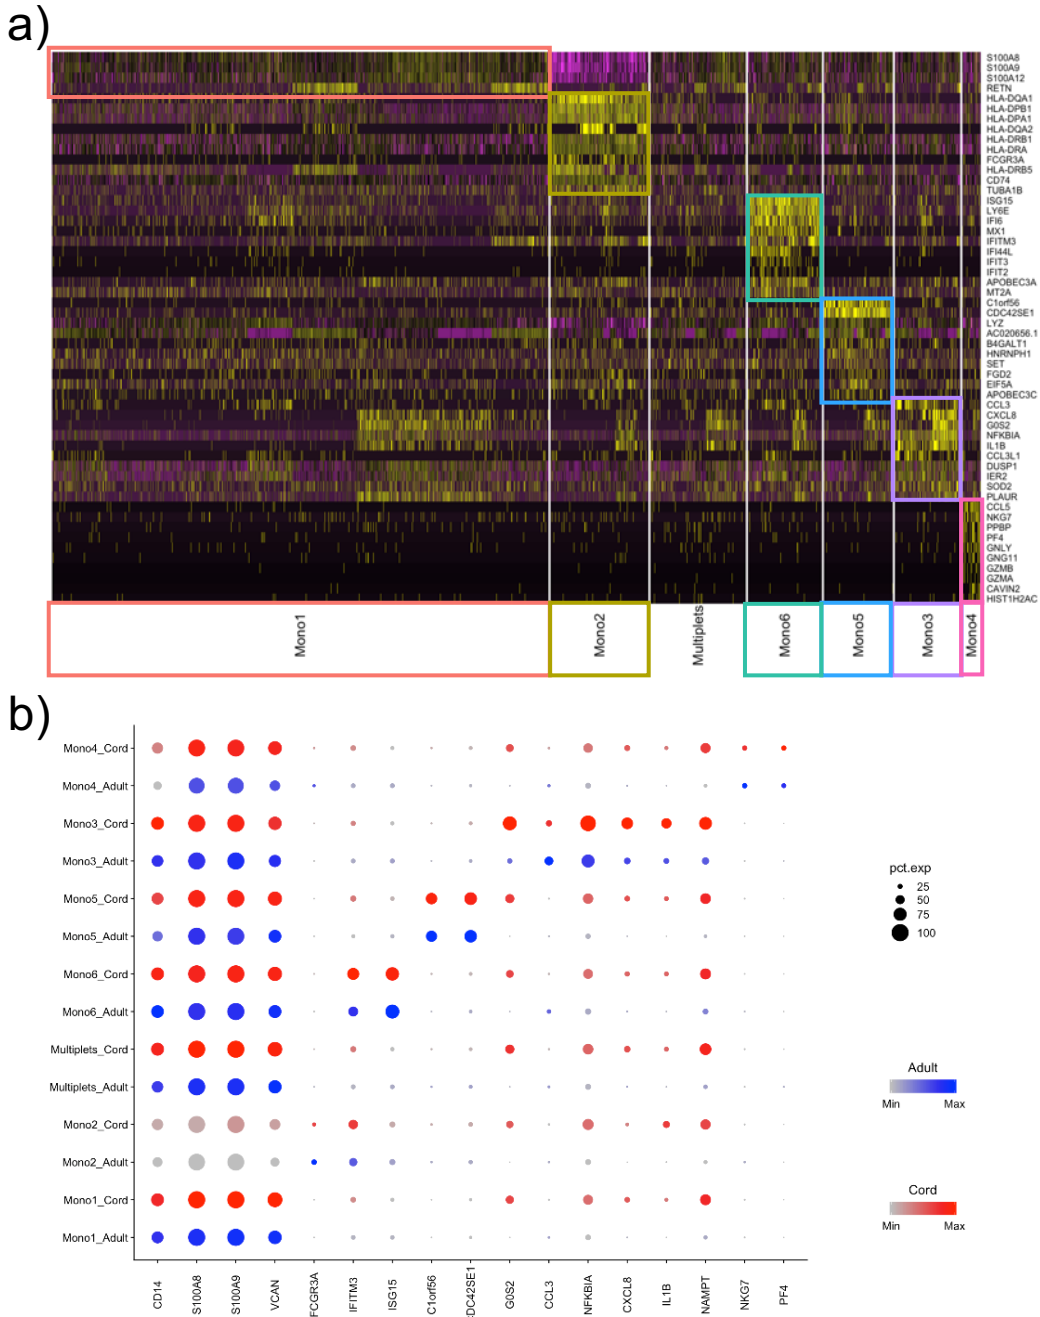 a)
S100A8
S100A9
S100A12
RETN
HLA-DQA1
HLA-DPB1
HLA-DPA1
HLA-DQA2
HLA-DRB1
HLA-DRA
FCGR3A
HLA-DRB5
CD74
TUBA1B
ISG15
LY6E
IFI6
MX1
IFITM3
IFI44L
IFIT3
IFIT2
APOBEC3A
MT2A
C1orf56
CDC42SE1
LYZ
AC020656.1
B4GALT1
HNRNPH1
SET
FGD2
EIF5A
APOBEC3C
CCL3
CXCL8
G0S2
NFKBIA
IL1B
CCL3L1
DUSP1
IER2
SOD2
PLAUR
CCL5
NKG7
PPBP
PF4
GNLY
GNG11
GZMB
GZMA
CAVIN2
HIST1H2AC
Mono1
Mono2
Multiplets
Mono6
Mono5
Mono3
Mono4
b)
Mono4_Cord
Mono4_Adult
Mono3_Cord
Mono3_Adult
Mono5_Cord
Mono5_Adult
Mono6_Cord
Mono6_Adult
Multiplets_Cord
Multiplets_Adult
Mono2_Cord
Mono2_Adult
Mono1_Cord
Mono1_Adult
CD14
S100A8
S100A9
VCAN
FCGR3A
IFITM3
ISG15
C1orf56
CDC42SE1
G0S2
CCL3
NFKBIA
CXCL8
IL1B
NAMPT
NKG7
PF4
pct.exp
25
50
75
100
Adult
Min Max
Cord
Min Max